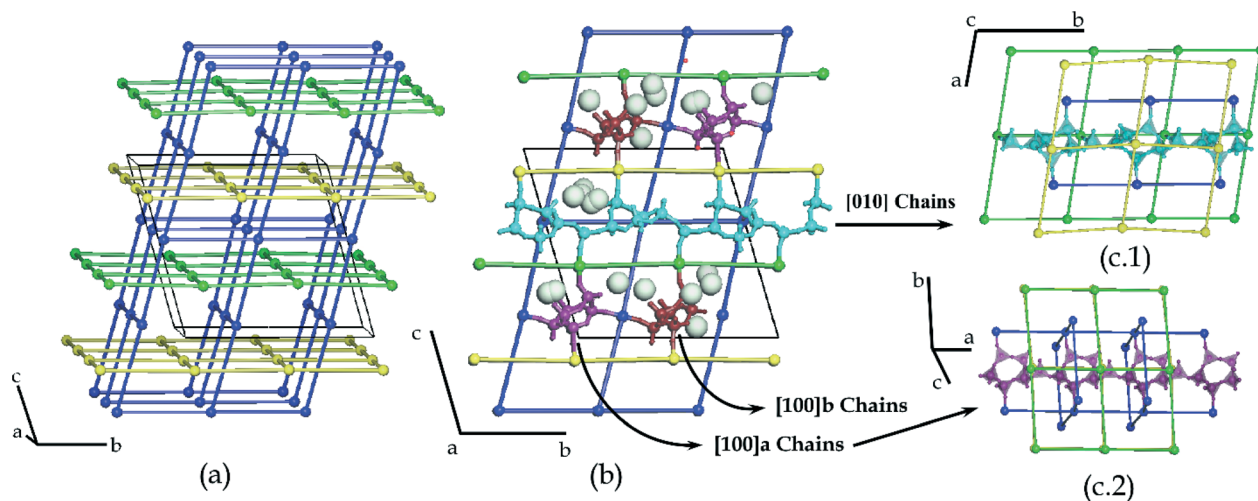 c
a
b
(a)
c
a
b
(b)
[010] Chains
[100]b Chains
[100]a Chains
c
b
a
(c.1)
b
a
c
(c.2)